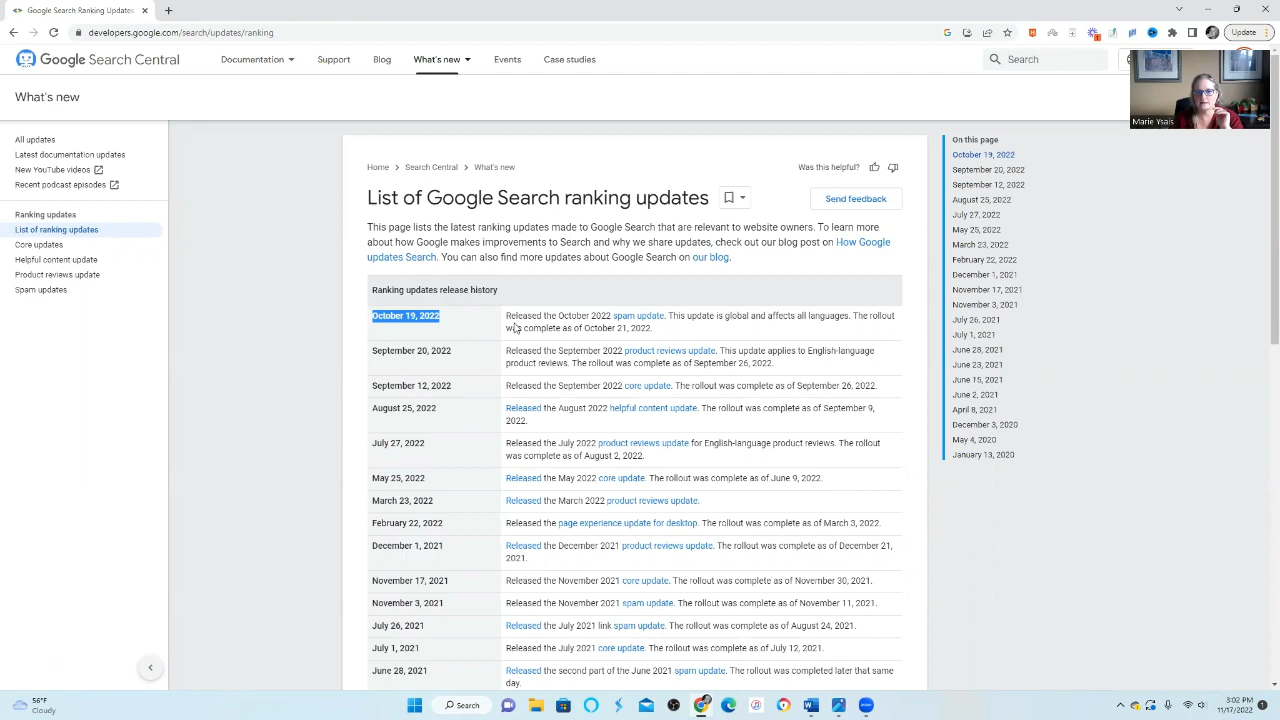 Google Search Ranking Updates
developers.google.com/search/updates/ranking
Update
Google Search Central
Documentation
Support
Blog
What's new
Events
Case studies
Search
What's new
Marie Ysais
All updates
Latest documentation updates
New YouTube videos
Recent podcast episodes
Ranking updates
List of ranking updates
Core updates
Helpful content update
Product reviews update
Spam updates
Home > Search Central > What's new
Was this helpful?
List of Google Search ranking updates
Send feedback
This page lists the latest ranking updates made to Google Search that are relevant to website owners. To learn more
about how Google makes improvements to Search and why we share updates, check out our blog post on How Google
updates Search. You can also find more updates about Google Search on our blog.
Ranking updates release history
October 19, 2022 Released the October 2022 spam update. This update is global and affects all languages. The rollout
was complete as of October 21, 2022.
September 20, 2022 Released the September 2022 product reviews update. This update applies to English-language
product reviews. The rollout was complete as of September 26, 2022.
September 12, 2022 Released the September 2022 core update. The rollout was complete as of September 26, 2022.
August 25, 2022 Released the August 2022 helpful content update. The rollout was complete as of September 9,
2022.
July 27, 2022 Released the July 2022 product reviews update for English-language product reviews. The rollout
was complete as of August 2, 2022.
May 25, 2022 Released the May 2022 core update. The rollout was complete as of June 9, 2022.
March 23, 2022 Released the March 2022 product reviews update.
February 22, 2022 Released the page experience update for desktop. The rollout was complete as of March 3, 2022.
December 1, 2021 Released the December 2021 product reviews update. The rollout was complete as of December 21,
2021.
November 17, 2021 Released the November 2021 core update. The rollout was complete as of November 30, 2021.
November 3, 2021 Released the November 2021 spam update. The rollout was complete as of November 11, 2021.
July 26, 2021 Released the July 2021 link spam update. The rollout was complete as of August 24, 2021.
July 1, 2021 Released the July 2021 core update. The rollout was complete as of July 12, 2021.
June 28, 2021 Released the second part of the June 2021 spam update. The rollout was completed later that same
day.
On this page
October 19, 2022
September 20, 2022
September 12, 2022
August 25, 2022
July 27, 2022
May 25, 2022
March 23, 2022
February 22, 2022
December 1, 2021
November 17, 2021
November 3, 2021
July 26, 2021
July 1, 2021
June 28, 2021
June 23, 2021
June 15, 2021
June 2, 2021
April 8, 2021
December 3, 2020
May 4, 2020
January 13, 2020
56°F
Cloudy
Search
3:02 PM
11/17/2022